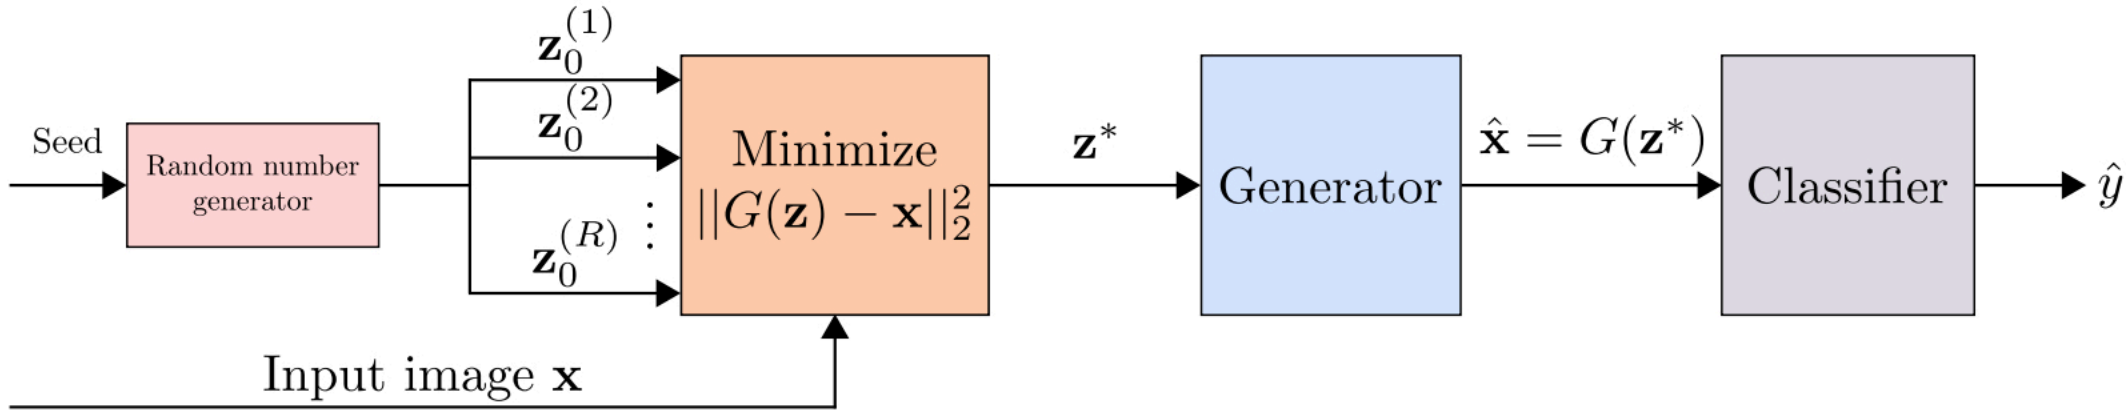 Seed
Random number
generator
𝐳₀⁽¹⁾
𝐳₀⁽²⁾
⋮
𝐳₀⁽ᴿ⁾
Minimize
||G(𝐳) − 𝐱||₂²
𝐳*
Generator
𝐱̂ = G(𝐳*)
Classifier
ŷ
Input image 𝐱